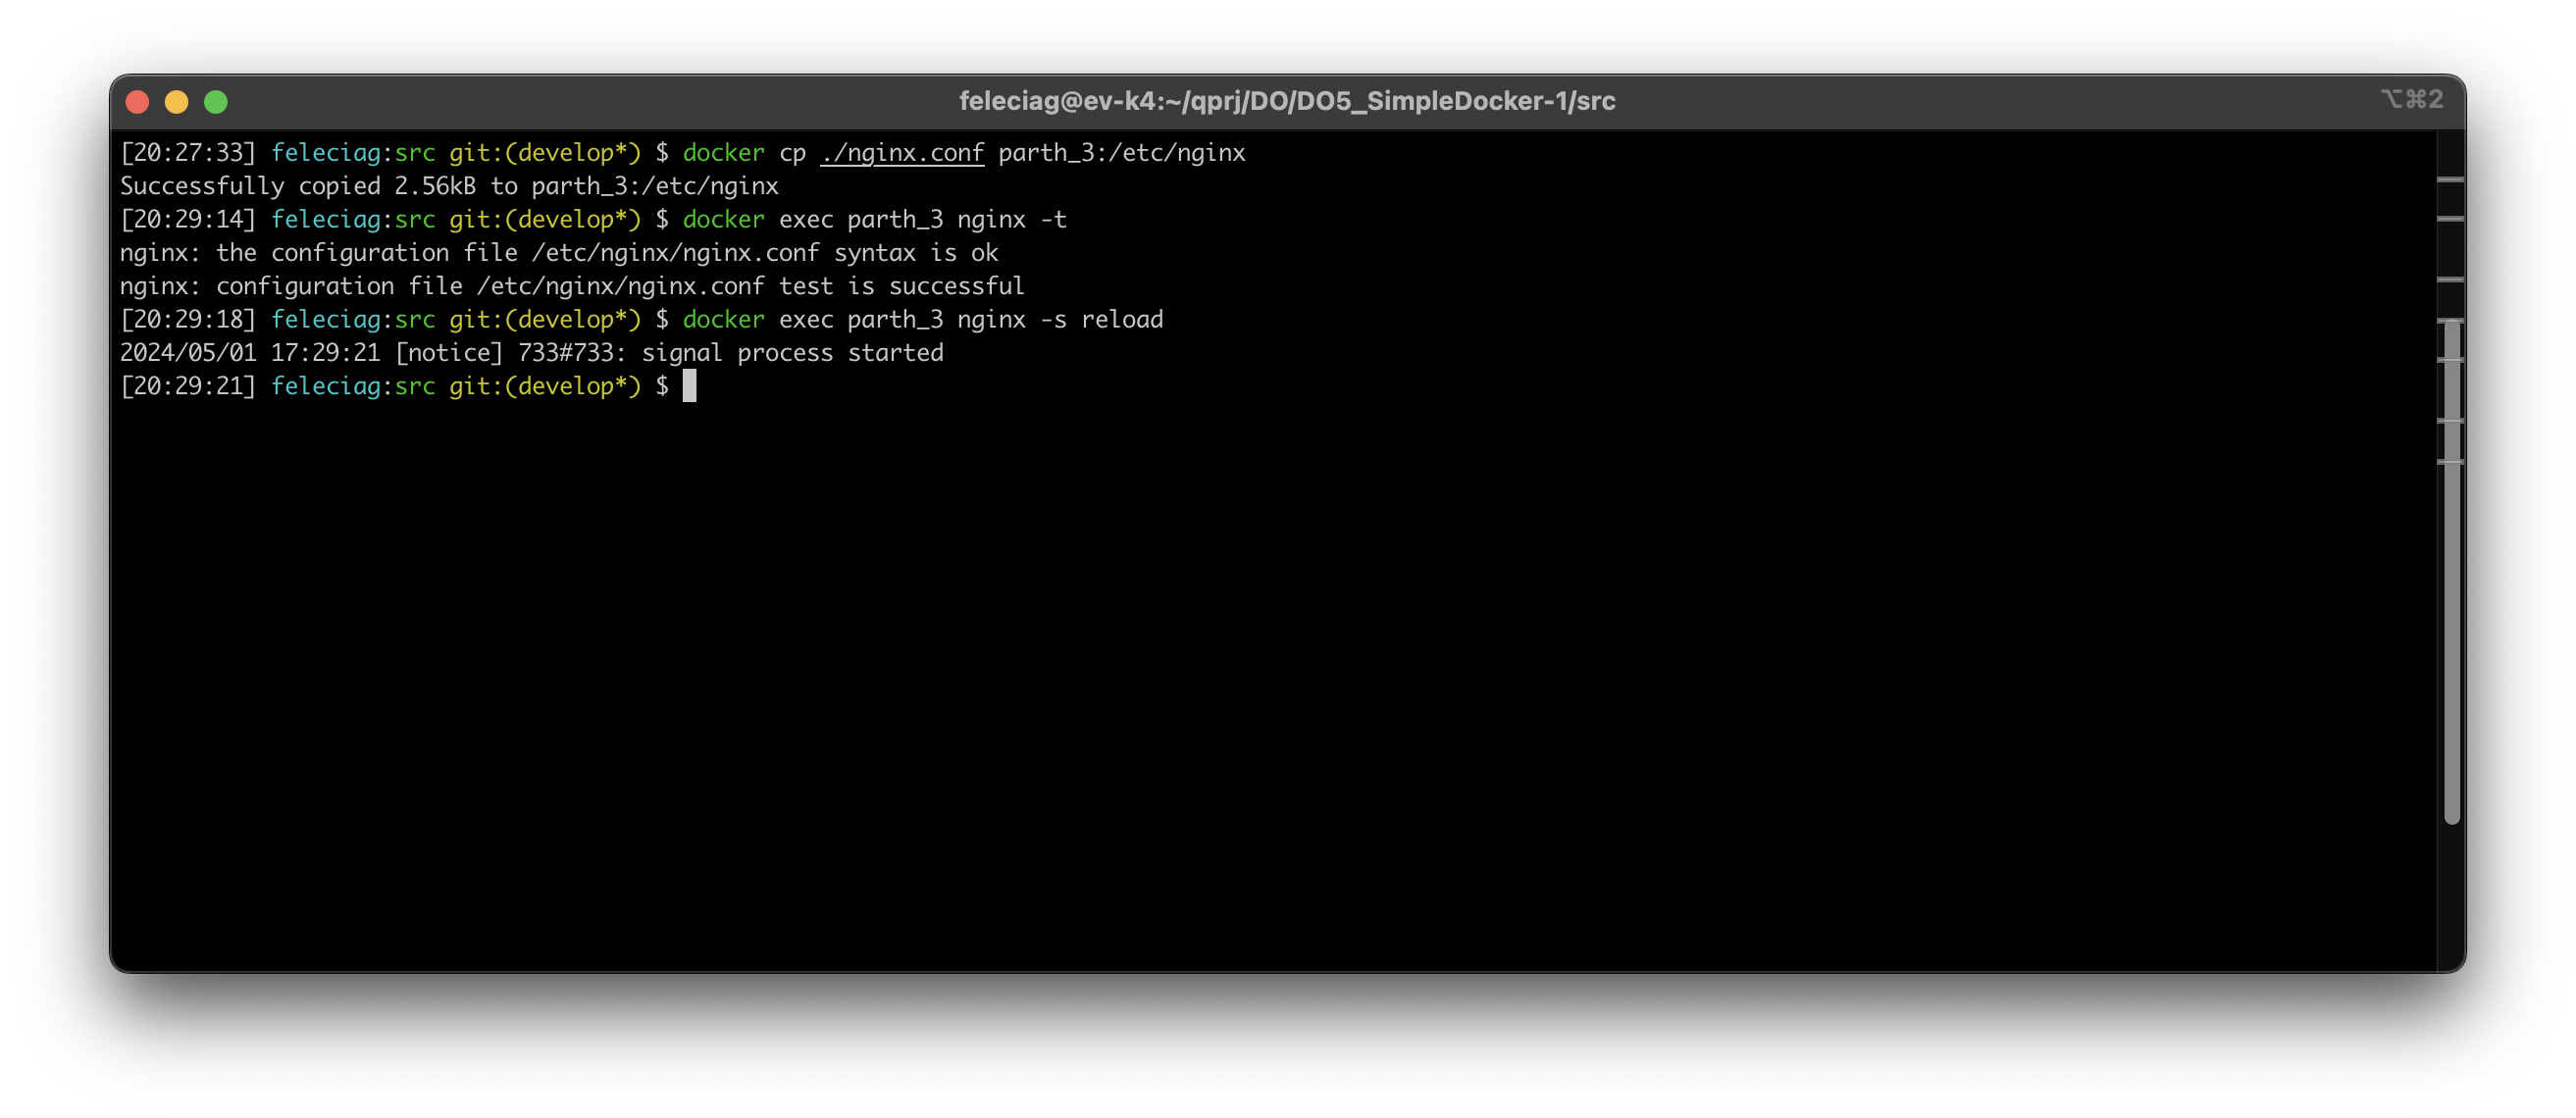 feleciag@ev-k4:~/qprj/DO/DO5_SimpleDocker-1/src
⌥⌘2
[20:27:33] feleciag:src git:(develop*) $ docker cp ./nginx.conf parth_3:/etc/nginx
Successfully copied 2.56kB to parth_3:/etc/nginx
[20:29:14] feleciag:src git:(develop*) $ docker exec parth_3 nginx -t
nginx: the configuration file /etc/nginx/nginx.conf syntax is ok
nginx: configuration file /etc/nginx/nginx.conf test is successful
[20:29:18] feleciag:src git:(develop*) $ docker exec parth_3 nginx -s reload
2024/05/01 17:29:21 [notice] 733#733: signal process started
[20:29:21] feleciag:src git:(develop*) $